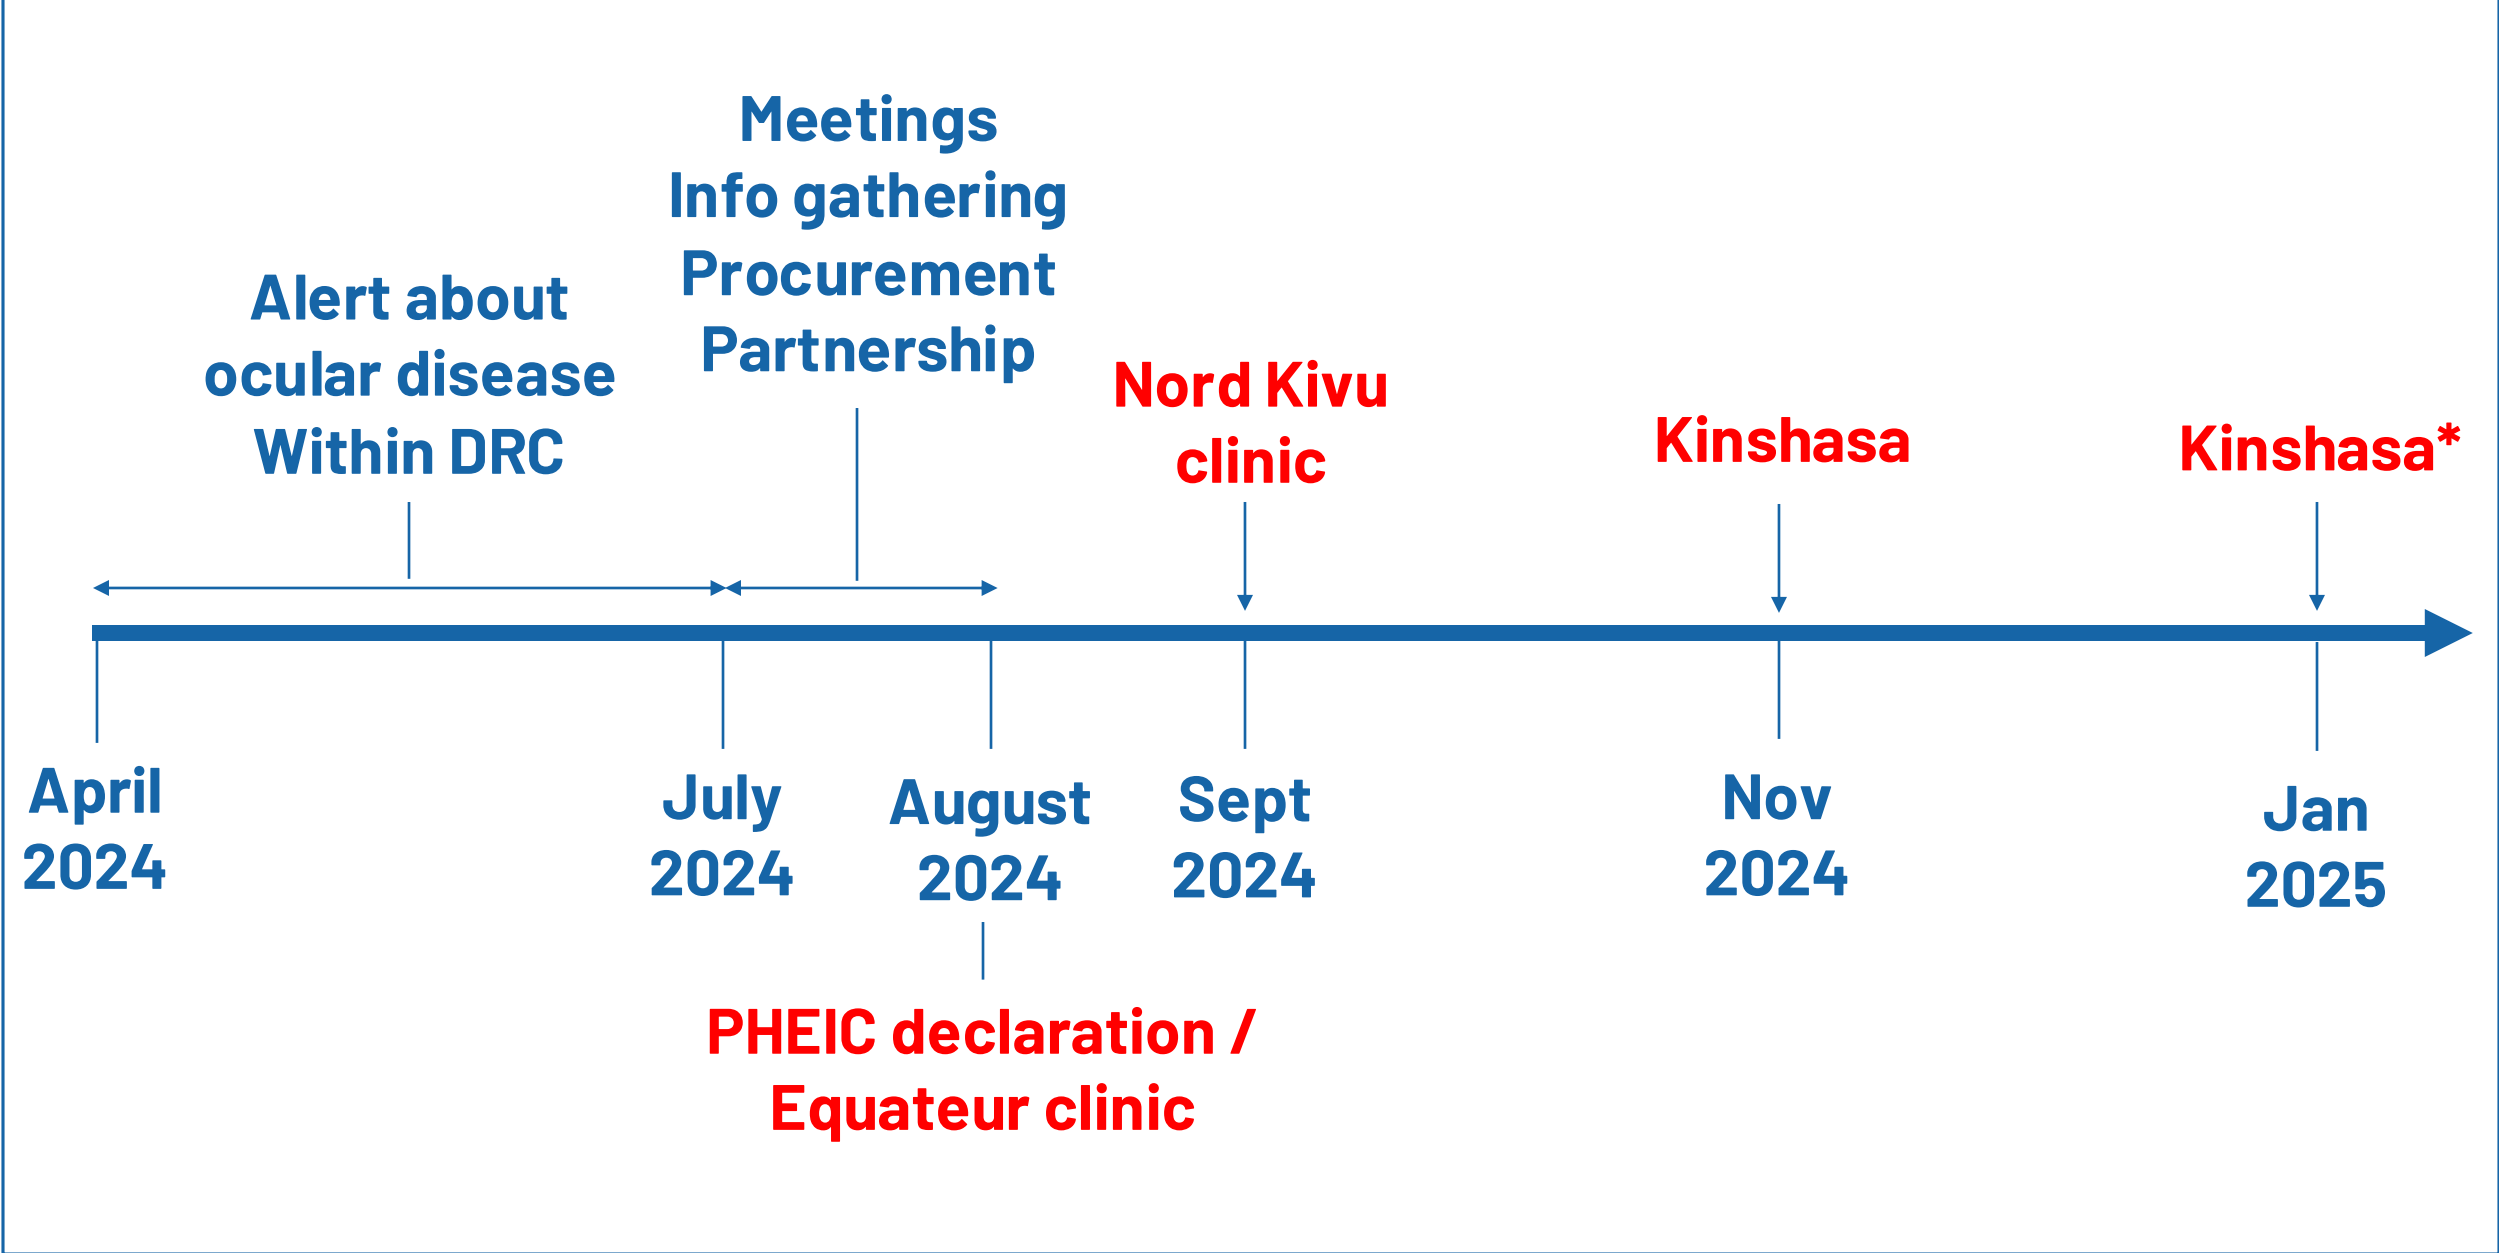 Meetings
Info gathering
Procurement
Partnership
Alert about
ocular disease
Within DRC
Nord Kivu
clinic
Kinshasa
Kinshasa*
April
2024
July
2024
August
2024
Sept
2024
Nov
2024
Jan
2025
PHEIC declaration /
Equateur clinic